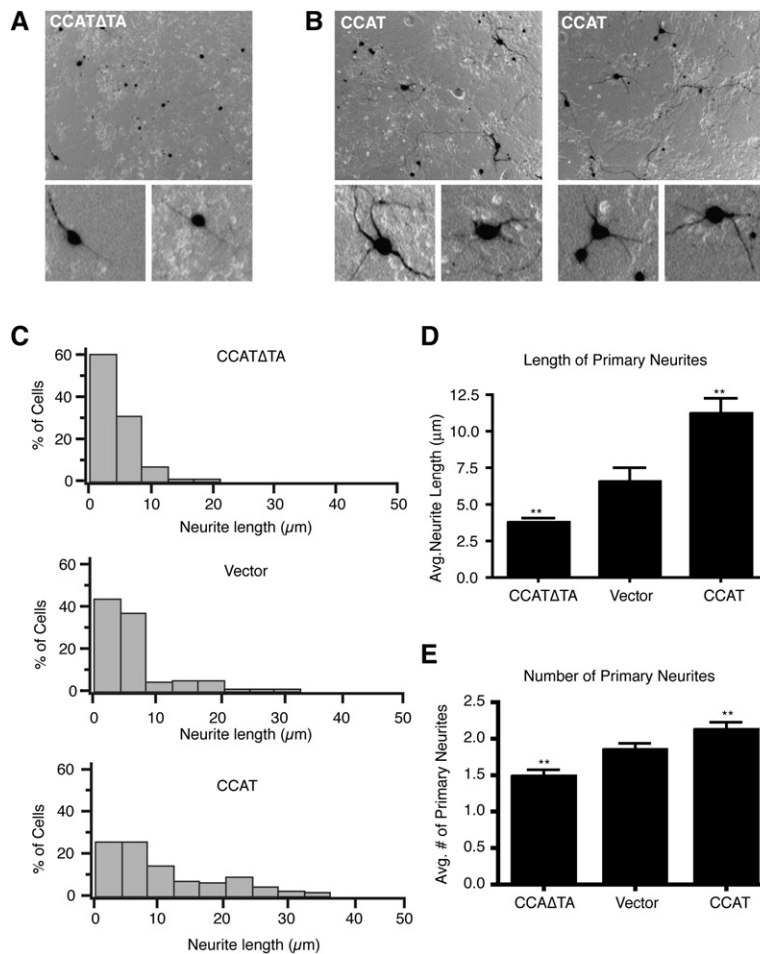 A
CCATΔTA
B
CCAT
CCAT
C
CCATΔTA
60
40
20
0
% of Cells
0 10 20 30 40 50
Neurite length (µm)
Vector
60
40
20
0
% of Cells
0 10 20 30 40 50
Neurite length (µm)
CCAT
60
40
20
0
% of Cells
0 10 20 30 40 50
Neurite length (µm)
D
Length of Primary Neurites
12.5
10.0
7.5
5.0
2.5
0.0
Avg.Neurite Length (µm)
**
**
CCATΔTA Vector CCAT
E
Number of Primary Neurites
2.5
2.0
1.5
1.0
0.5
0.0
Avg. # of Primary Neurites
**
**
CCAΔTA Vector CCAT